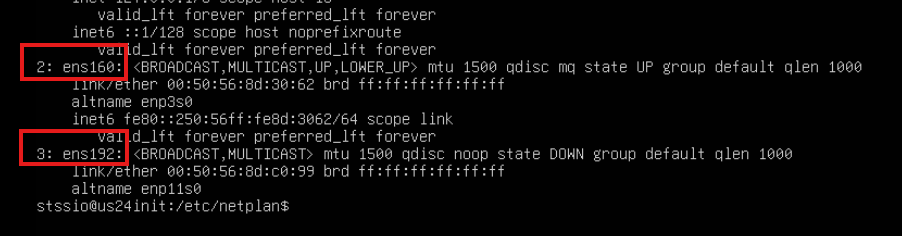 valid_lft forever preferred_lft forever
inet6 ::1/128 scope host noprefixroute
valid_lft forever preferred_lft forever
2: ens160: <BROADCAST,MULTICAST,UP,LOWER_UP> mtu 1500 qdisc mq state UP group default qlen 1000
link/ether 00:50:56:8d:30:62 brd ff:ff:ff:ff:ff:ff
altname enp3s0
inet6 fe80::250:56ff:fe8d:3062/64 scope link
valid_lft forever preferred_lft forever
3: ens192: <BROADCAST,MULTICAST> mtu 1500 qdisc noop state DOWN group default qlen 1000
link/ether 00:50:56:8d:c0:99 brd ff:ff:ff:ff:ff:ff
altname enp11s0
stssio@us24init:/etc/netplan$